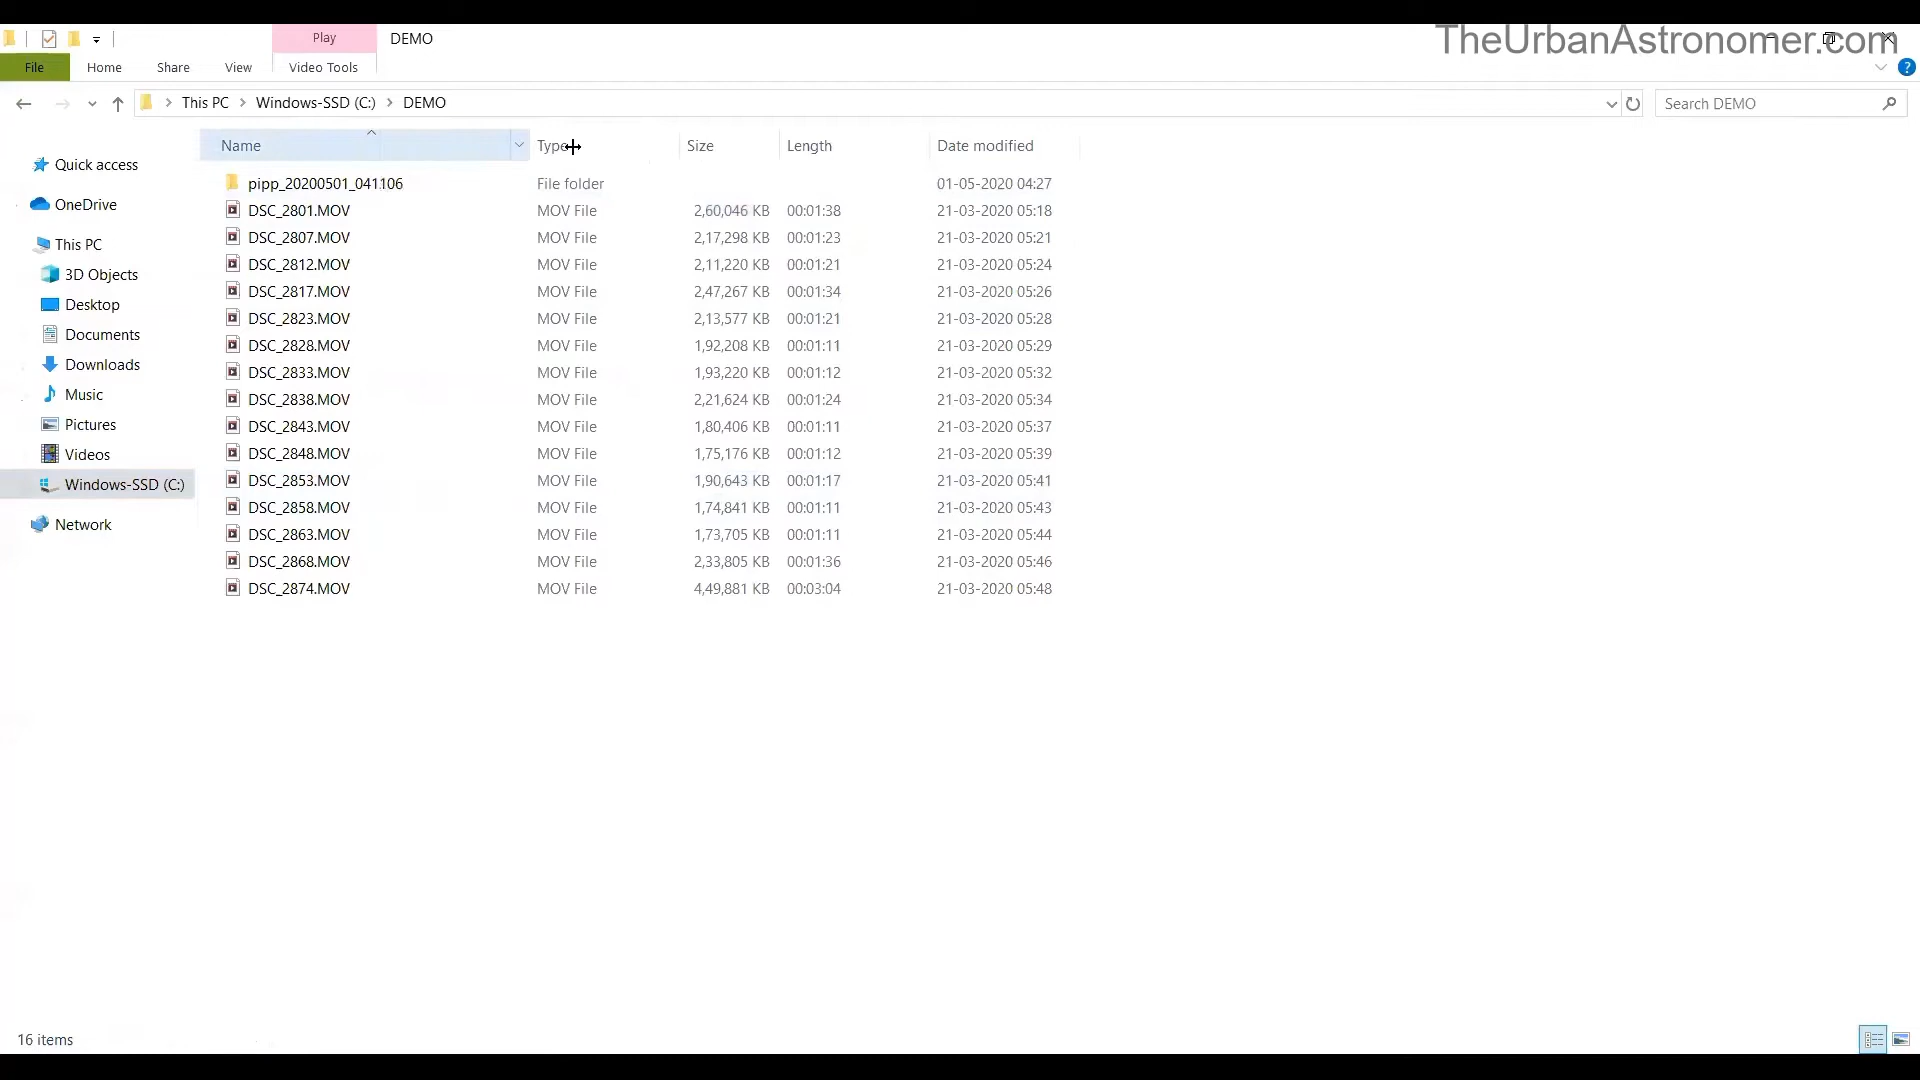 TheUrbanAstronomer.com
Play
DEMO
File
Home
Share
View
Video Tools
This PC > Windows-SSD (C:) > DEMO
Search DEMO
Name
Type
Size
Length
Date modified
Quick access
OneDrive
This PC
3D Objects
Desktop
Documents
Downloads
Music
Pictures
Videos
Windows-SSD (C:)
Network
pipp_20200501_041106 File folder 01-05-2020 04:27
DSC_2801.MOV MOV File 2,60,046 KB 00:01:38 21-03-2020 05:18
DSC_2807.MOV MOV File 2,17,298 KB 00:01:23 21-03-2020 05:21
DSC_2812.MOV MOV File 2,11,220 KB 00:01:21 21-03-2020 05:24
DSC_2817.MOV MOV File 2,47,267 KB 00:01:34 21-03-2020 05:26
DSC_2823.MOV MOV File 2,13,577 KB 00:01:21 21-03-2020 05:28
DSC_2828.MOV MOV File 1,92,208 KB 00:01:11 21-03-2020 05:29
DSC_2833.MOV MOV File 1,93,220 KB 00:01:12 21-03-2020 05:32
DSC_2838.MOV MOV File 2,21,624 KB 00:01:24 21-03-2020 05:34
DSC_2843.MOV MOV File 1,80,406 KB 00:01:11 21-03-2020 05:37
DSC_2848.MOV MOV File 1,75,176 KB 00:01:12 21-03-2020 05:39
DSC_2853.MOV MOV File 1,90,643 KB 00:01:17 21-03-2020 05:41
DSC_2858.MOV MOV File 1,74,841 KB 00:01:11 21-03-2020 05:43
DSC_2863.MOV MOV File 1,73,705 KB 00:01:11 21-03-2020 05:44
DSC_2868.MOV MOV File 2,33,805 KB 00:01:36 21-03-2020 05:46
DSC_2874.MOV MOV File 4,49,881 KB 00:03:04 21-03-2020 05:48
16 items